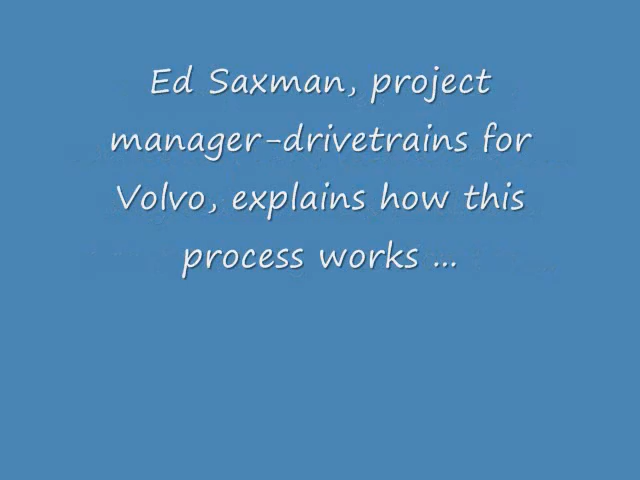 Ed Saxman, project
manager-drivetrains for
Volvo, explains how this
process works ...